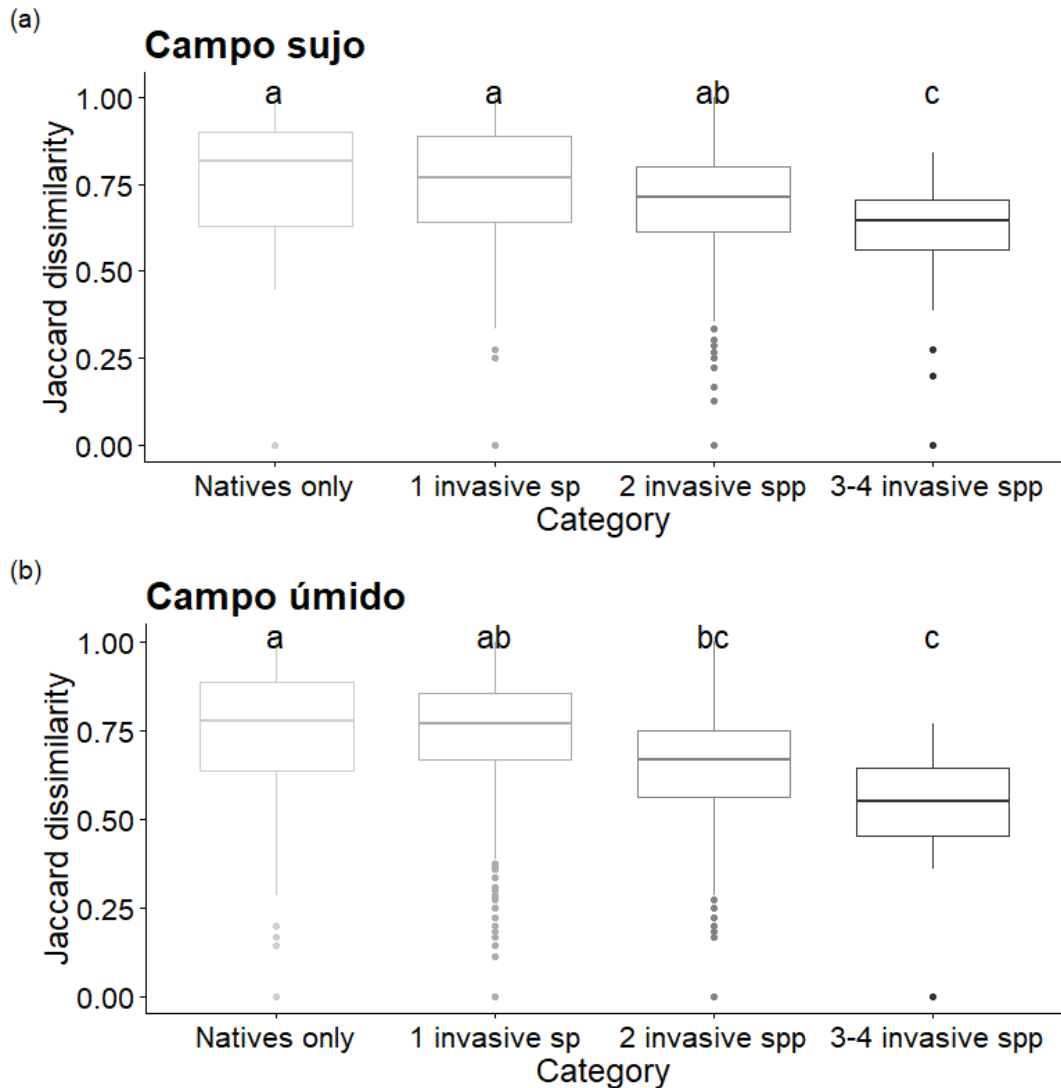 (a)
Campo sujo
a a ab c
1.00
0.75
0.50
0.25
0.00
Jaccard dissimilarity
Natives only 1 invasive sp 2 invasive spp 3-4 invasive spp
Category
(b)
Campo úmido
a ab bc c
1.00
0.75
0.50
0.25
0.00
Jaccard dissimilarity
Natives only 1 invasive sp 2 invasive spp 3-4 invasive spp
Category